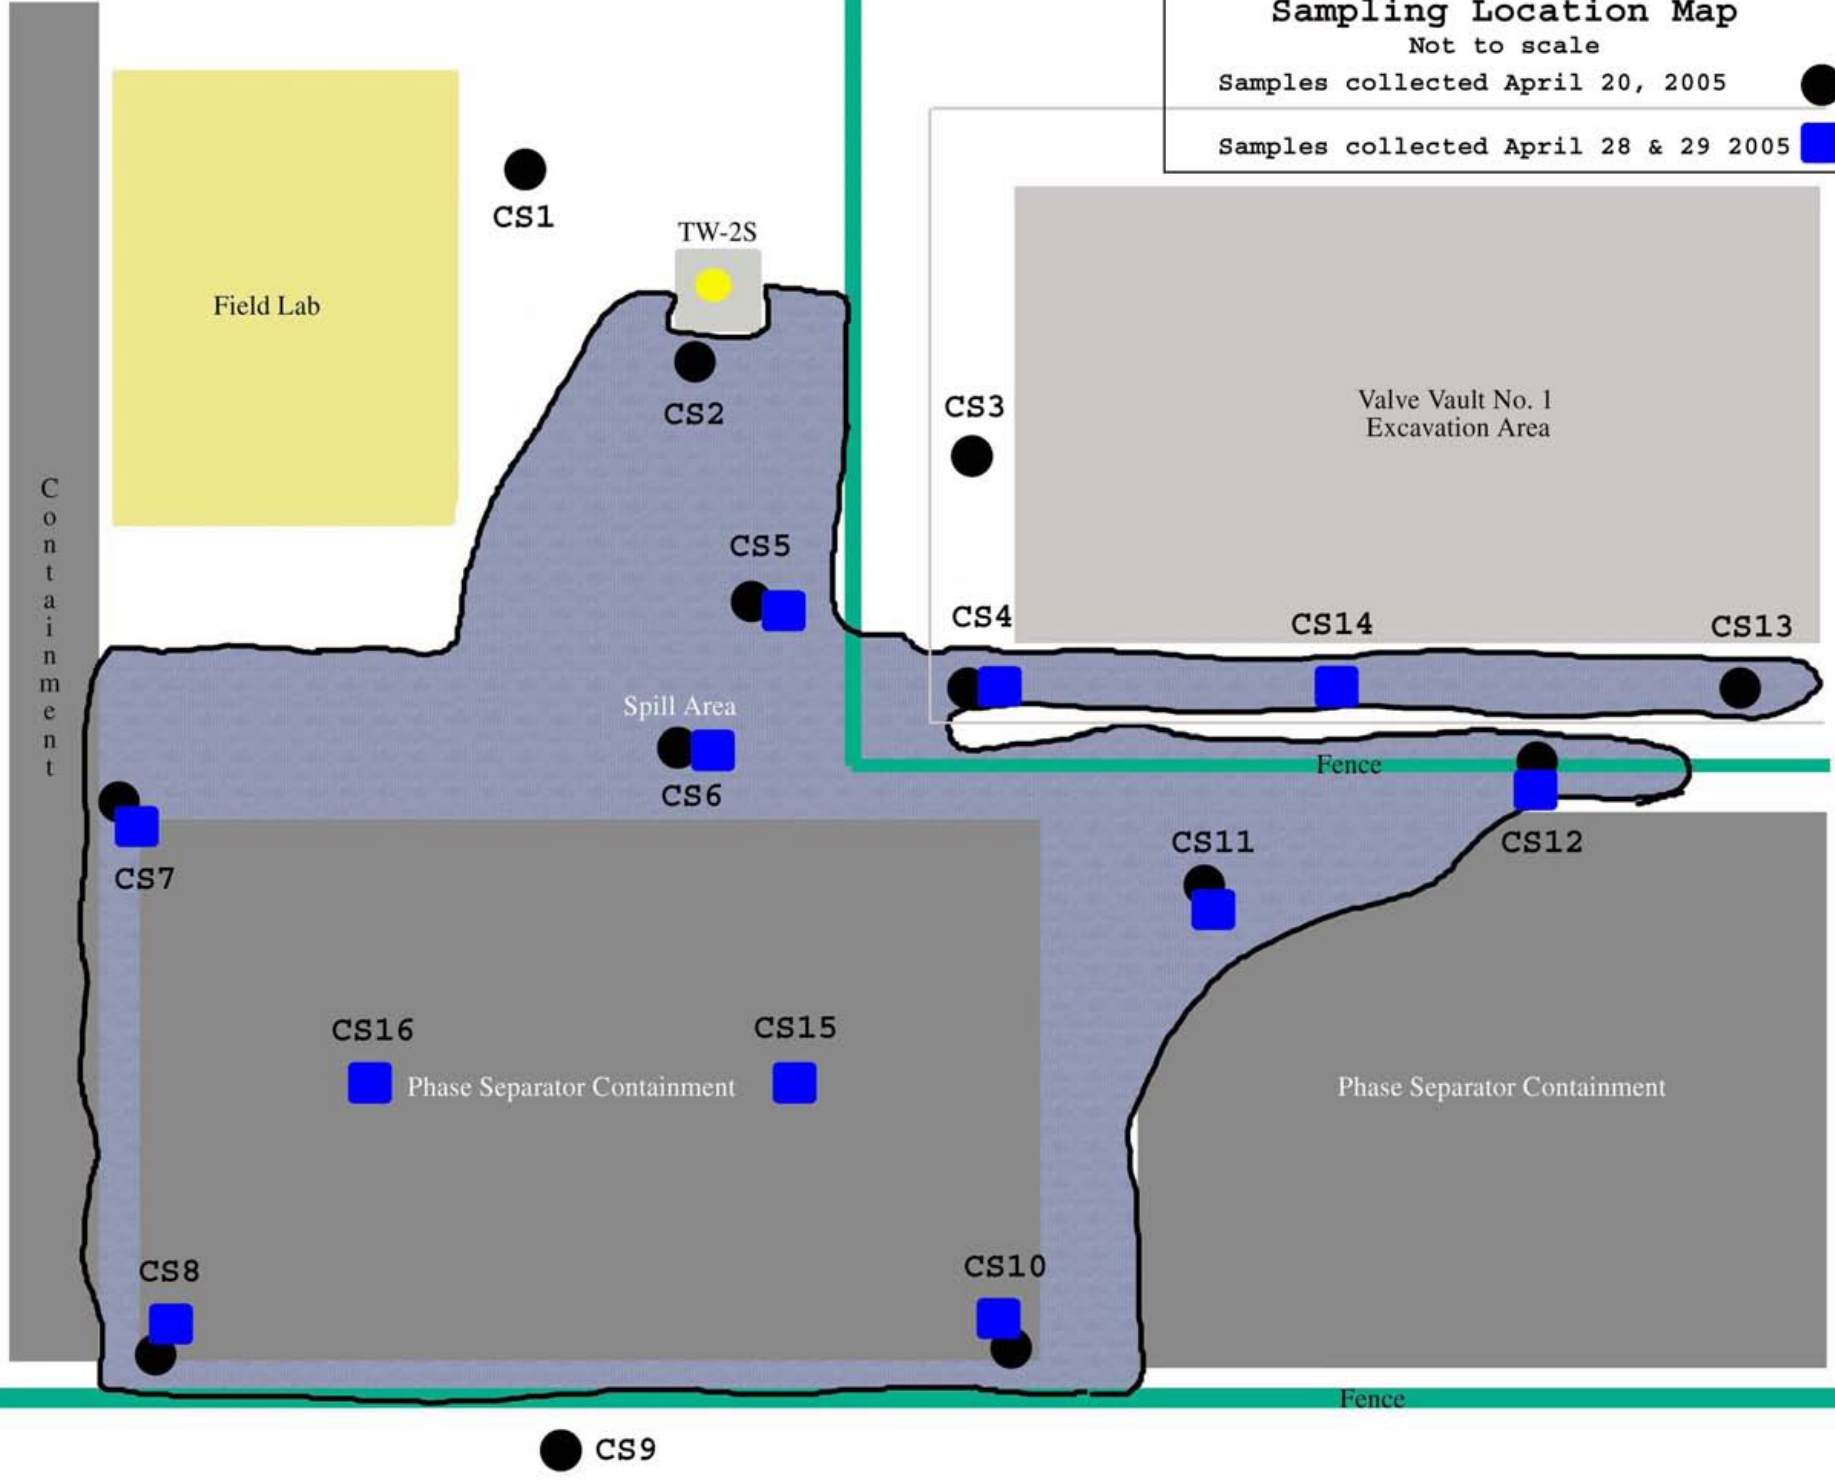 Sampling Location Map
Not to scale
Samples collected April 20, 2005
Samples collected April 28 & 29 2005
CS1
TW-2S
Field Lab
CS2
CS3
Valve Vault No. 1
Excavation Area
Containment
CS5
CS4
CS14
CS13
Spill Area
CS6
Fence
CS7
CS11
CS12
CS16
CS15
Phase Separator Containment
Phase Separator Containment
CS8
CS10
Fence
CS9